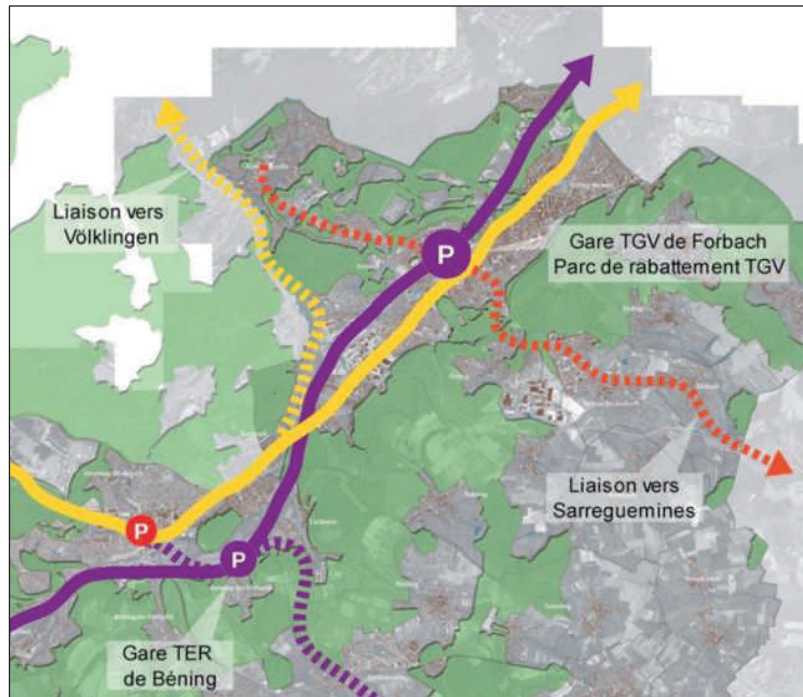 Liaison vers
Völklingen
P
Gare TGV de Forbach
Parc de rabattement TGV
Liaison vers
Sarreguemines
P
P
Gare TER
de Béning